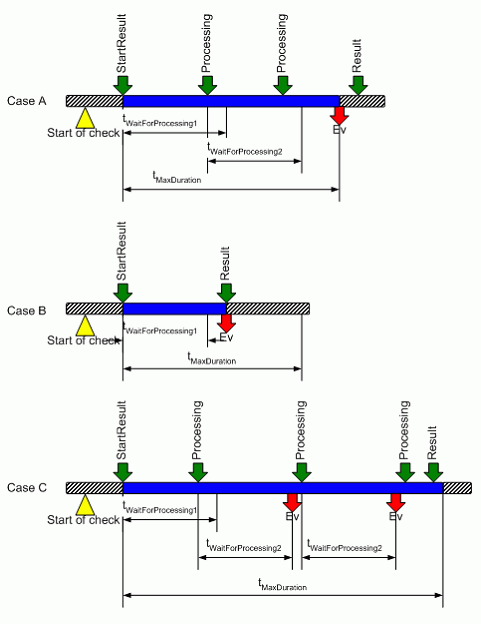 StartResult
Processing
Processing
Result
Case A
Start of check
tWaitForProcessing1
Ev
tWaitForProcessing2
tMaxDuration
StartResult
Result
Case B
Start of check
tWaitForProcessing1
Ev
tMaxDuration
StartResult
Processing
Processing
Processing
Result
Case C
Start of check
tWaitForProcessing1
Ev
Ev
tWaitForProcessing2
tWaitForProcessing2
tMaxDuration